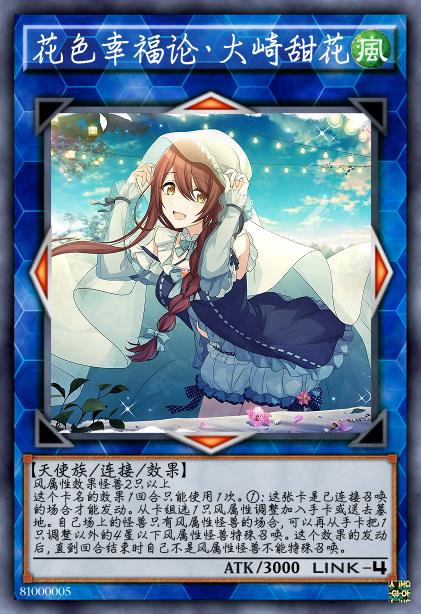 花色幸福论·大崎甜花
風
【天使族/连接/效果】
风属性效果怪兽2只以上
这个卡名的效果1回合只能使用1次。①：这张卡是已连接召唤
的场合才能发动。从卡组选1只风属性调整加入手卡或送去墓
地。自己场上的怪兽只有风属性怪兽的场合，可以再从手卡把1
只调整以外的4星以下风属性怪兽特殊召唤。这个效果的发动
后，直到回合结束时自己不是风属性怪兽不能特殊召唤。
ATK/3000 LINK-4
81000005